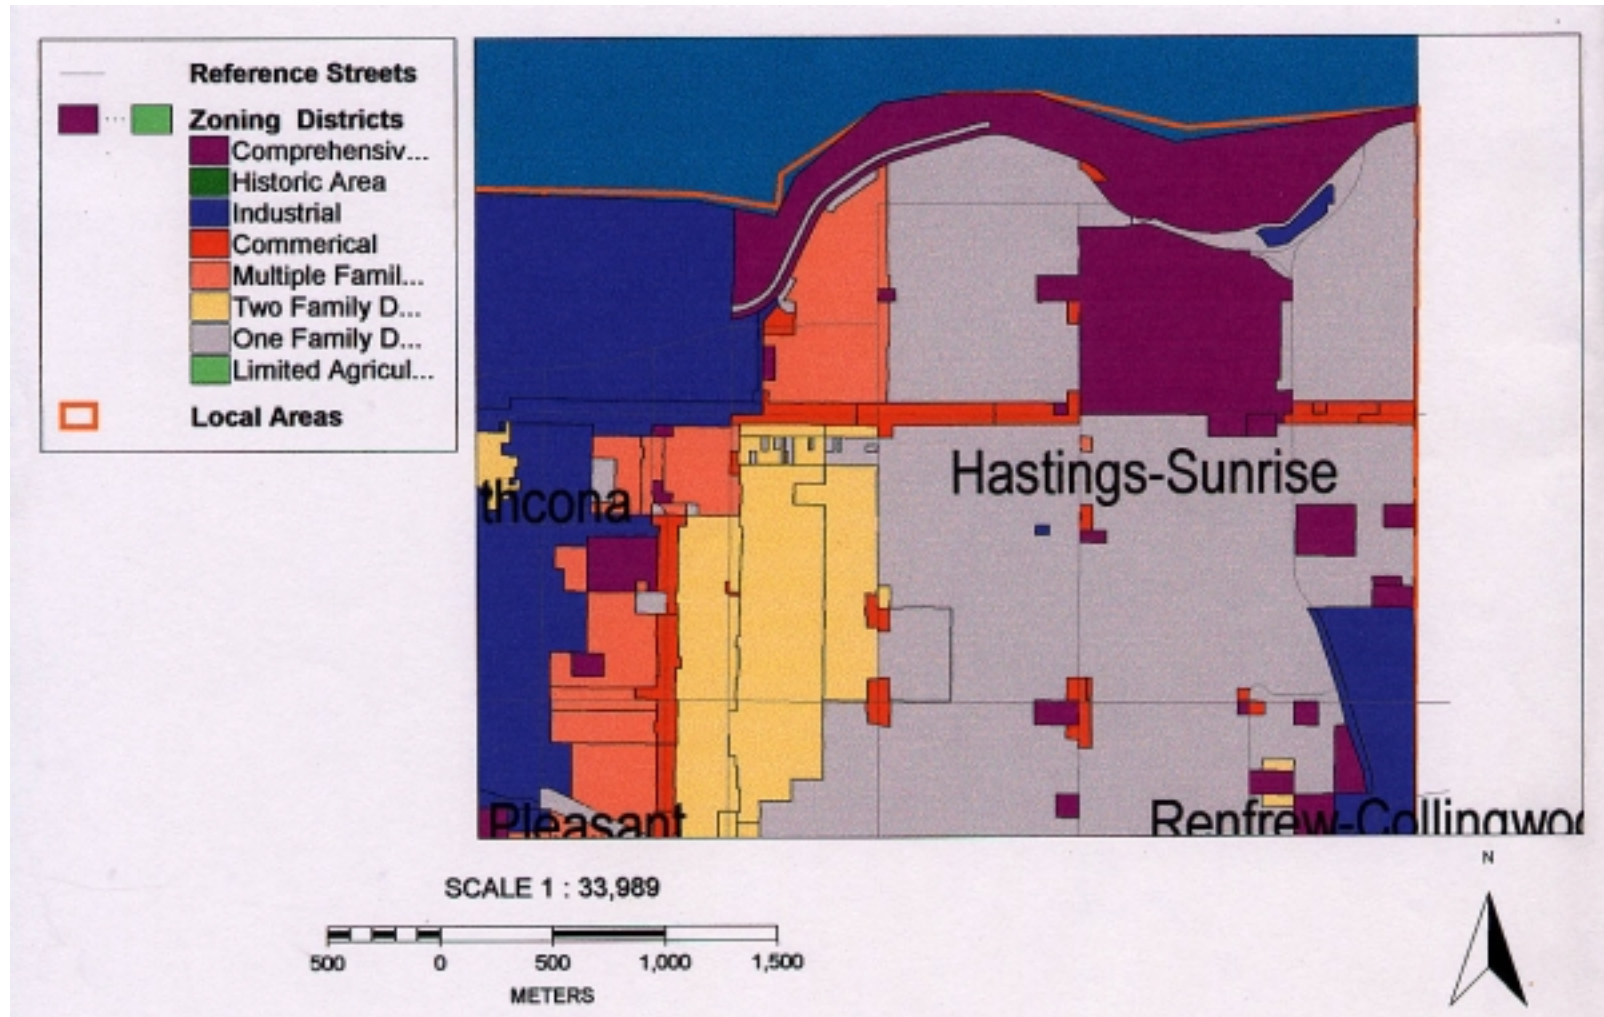 Reference Streets
Zoning Districts
Comprehensiv...
Historic Area
Industrial
Commerical
Multiple Famil...
Two Family D...
One Family D...
Limited Agricul...
Local Areas
Hastings-Sunrise
thcona
Pleasant
Renfrew-Collingwoo
SCALE 1 : 33,989
500 0 500 1,000 1,500
METERS
N